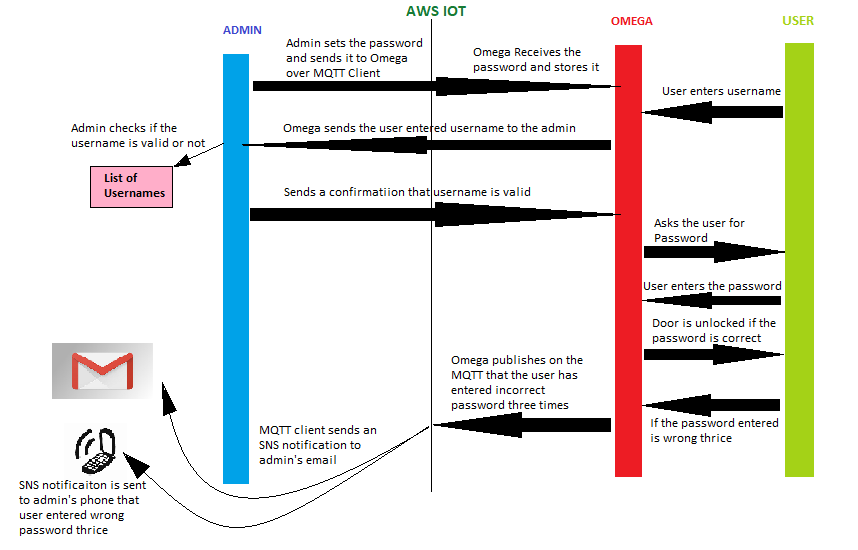 AWS IOT
ADMIN
OMEGA
USER
Admin sets the password
and sends it to Omega
over MQTT Client
Omega Receives the
password and stores it
User enters username
Admin checks if the
username is valid or not
Omega sends the user entered username to the admin
List of
Usernames
Sends a confirmatiion that username is valid
Asks the user for
Password
User enters the password
Door is unlocked if the
password is correct
Omega publishes on the
MQTT that the user has
entered incorrect
password three times
If the password entered
is wrong thrice
MQTT client sends an
SNS notification to
admin's email
SNS notificaiton is sent
to admin's phone that
user entered wrong
password thrice